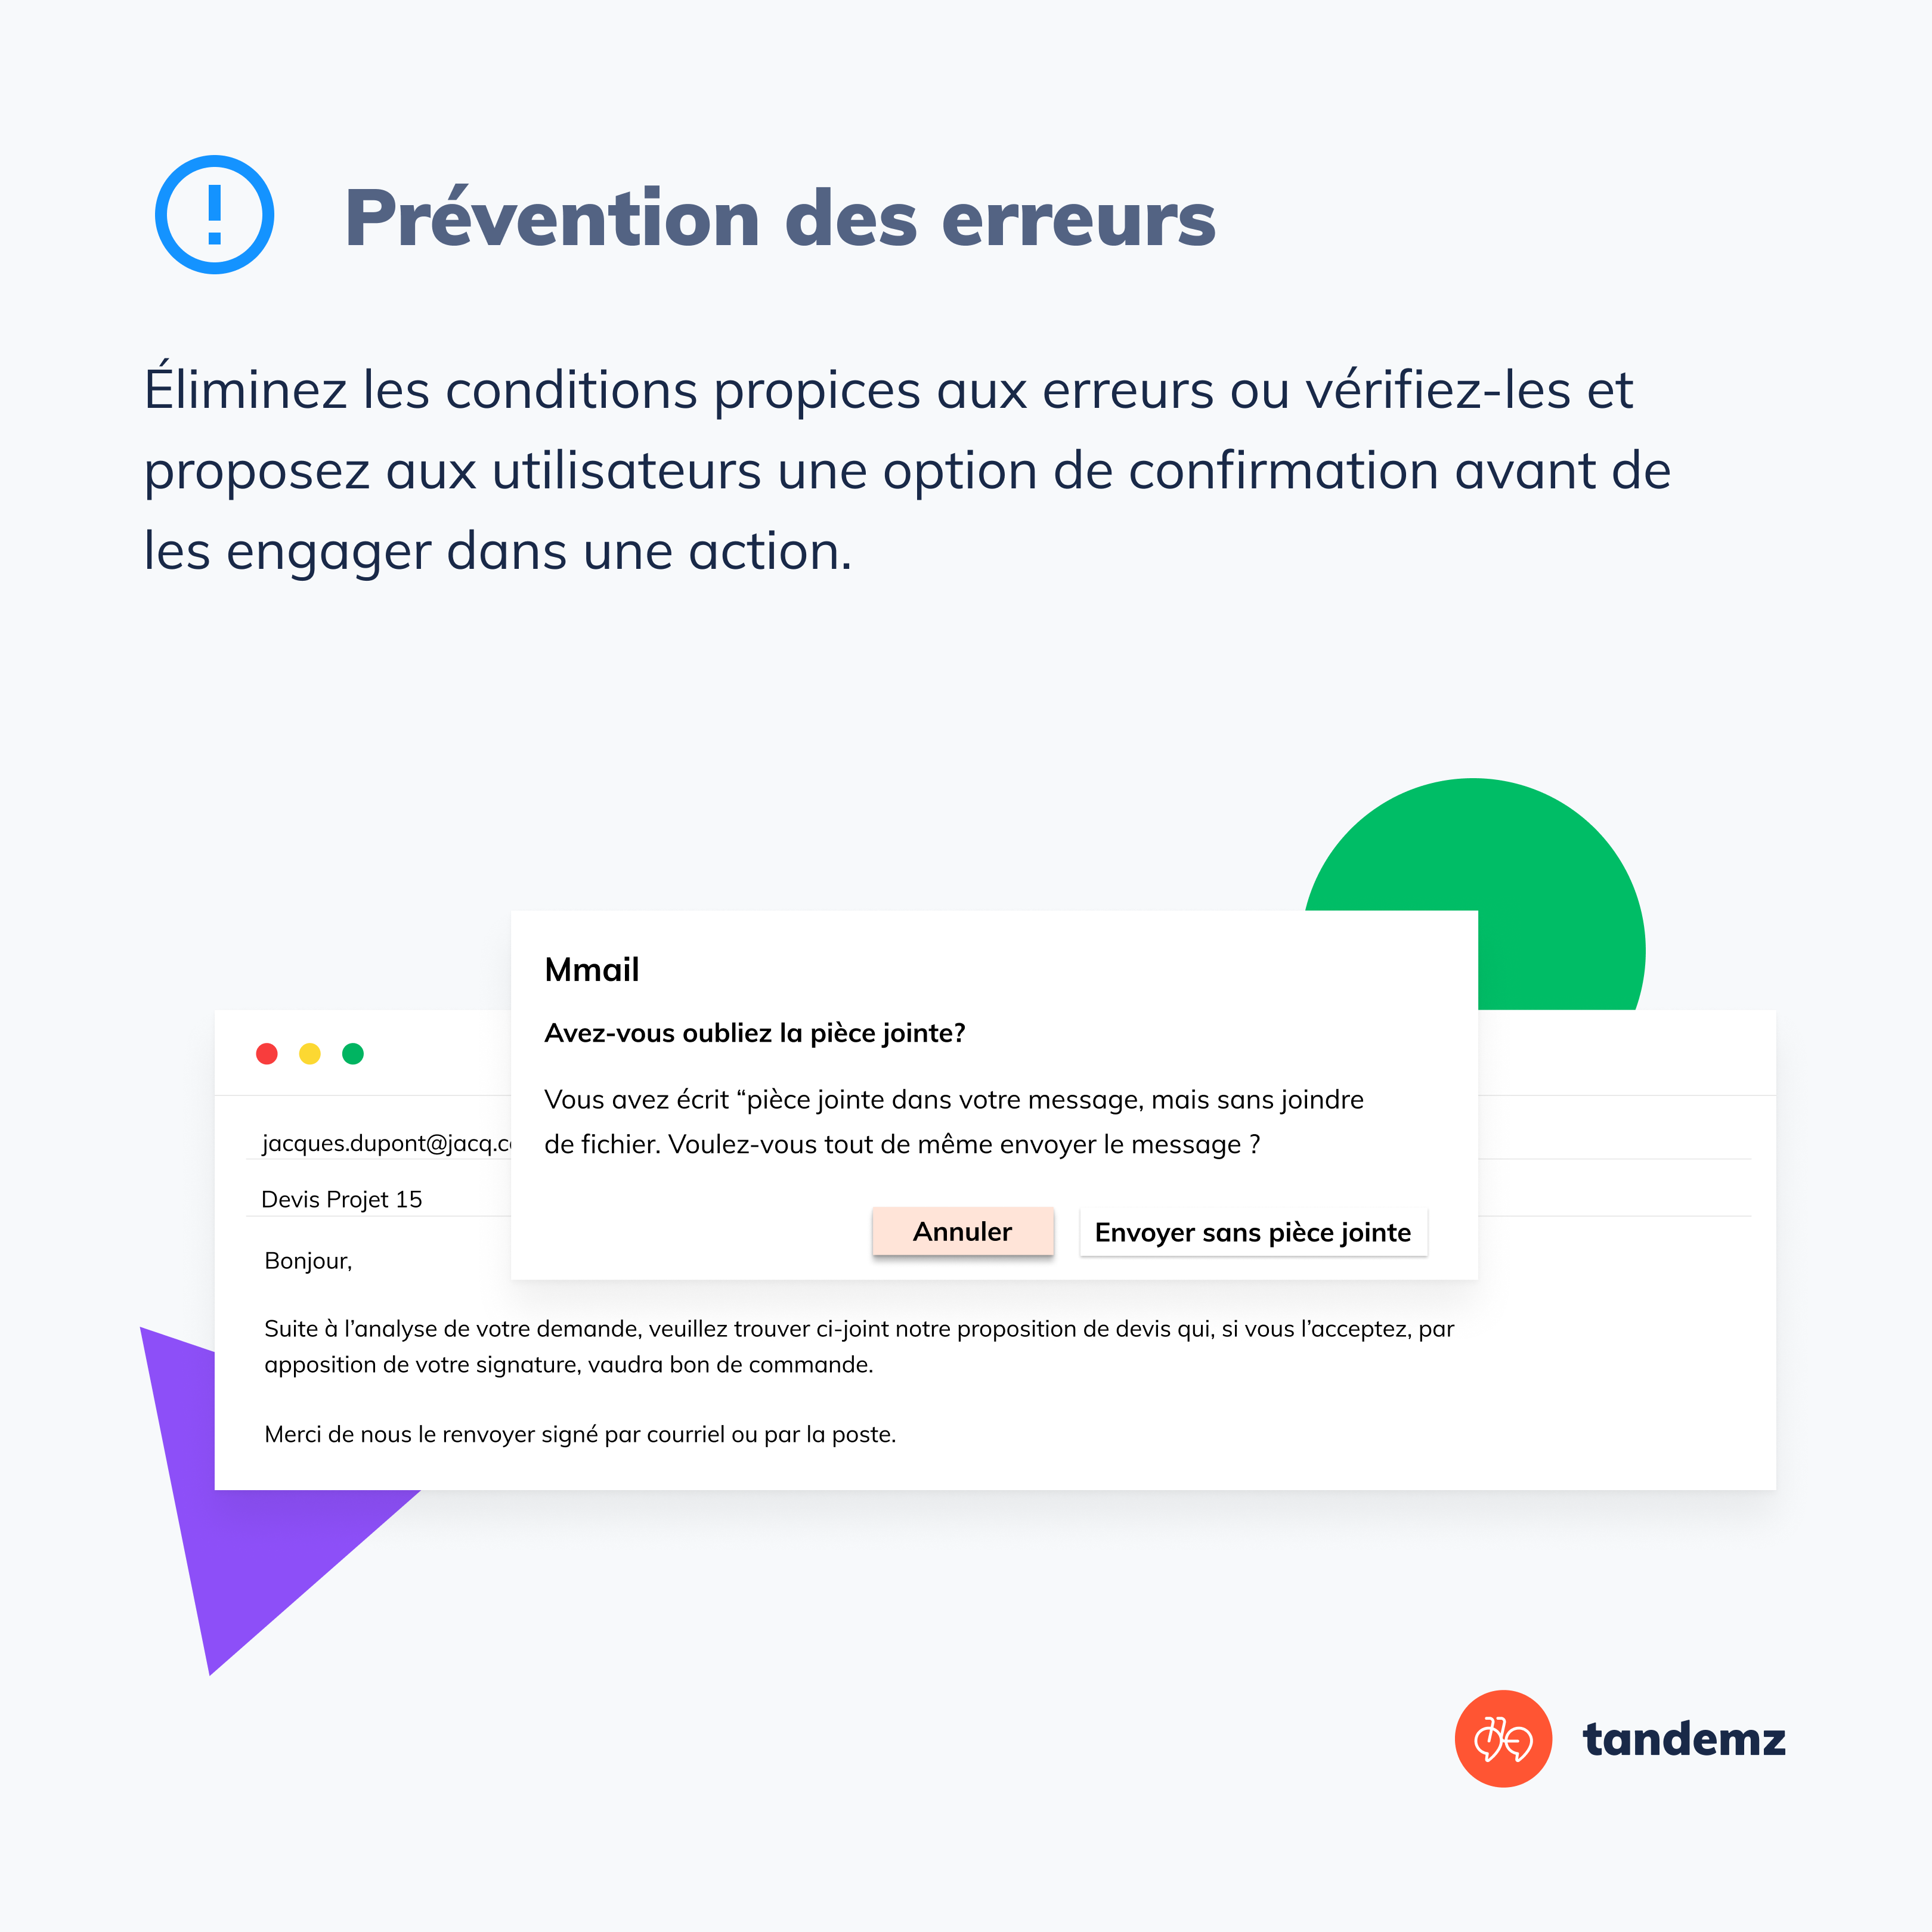 Prévention des erreurs
Éliminez les conditions propices aux erreurs ou vérifiez-les et
proposez aux utilisateurs une option de confirmation avant de
les engager dans une action.
Mmail
Avez-vous oubliez la pièce jointe?
Vous avez écrit “pièce jointe dans votre message, mais sans joindre
de fichier. Voulez-vous tout de même envoyer le message ?
Annuler
Envoyer sans pièce jointe
jacques.dupont@jacq.c
Devis Projet 15
Bonjour,
Suite à l’analyse de votre demande, veuillez trouver ci-joint notre proposition de devis qui, si vous l’acceptez, par
apposition de votre signature, vaudra bon de commande.
Merci de nous le renvoyer signé par courriel ou par la poste.
tandemz